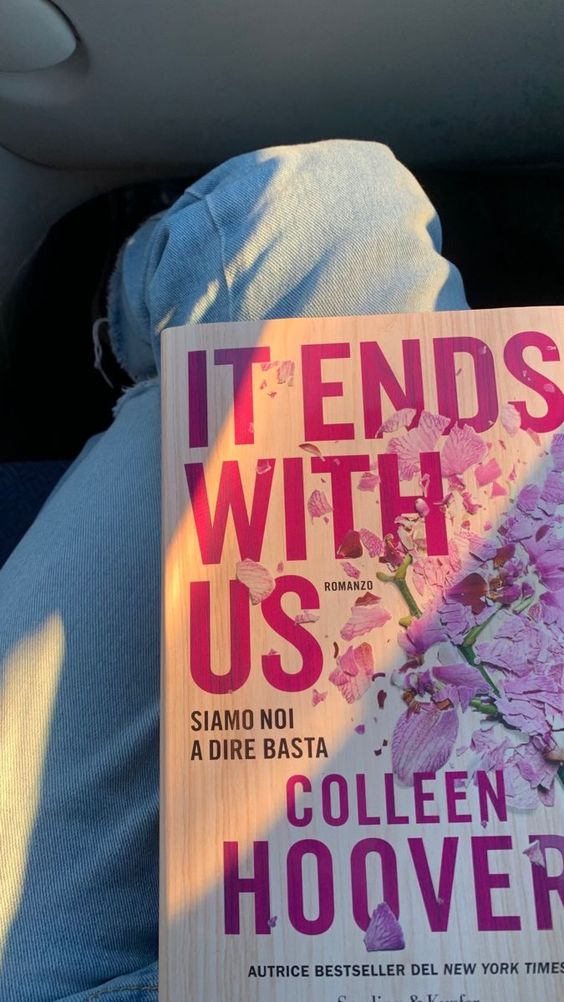 IT ENDS
WITH
US
ROMANZO
SIAMO NOI
A DIRE BASTA
COLLEEN
HOOVER
AUTRICE BESTSELLER DEL NEW YORK TIMES